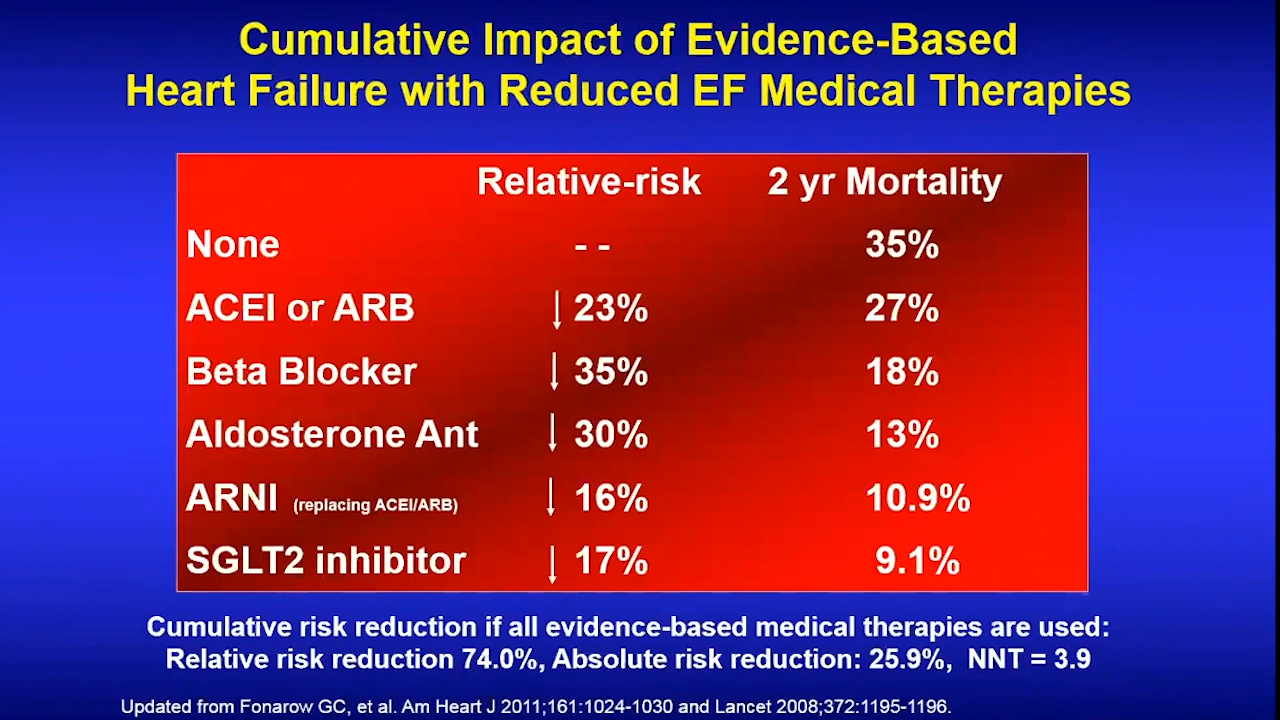 Cumulative Impact of Evidence-Based
Heart Failure with Reduced EF Medical Therapies
Relative-risk 2 yr Mortality
None - - 35%
ACEI or ARB ↓ 23% 27%
Beta Blocker ↓ 35% 18%
Aldosterone Ant ↓ 30% 13%
ARNI (replacing ACEI/ARB) ↓ 16% 10.9%
SGLT2 inhibitor ↓ 17% 9.1%
Cumulative risk reduction if all evidence-based medical therapies are used:
Relative risk reduction 74.0%, Absolute risk reduction: 25.9%, NNT = 3.9
Updated from Fonarow GC, et al. Am Heart J 2011;161:1024-1030 and Lancet 2008;372:1195-1196.